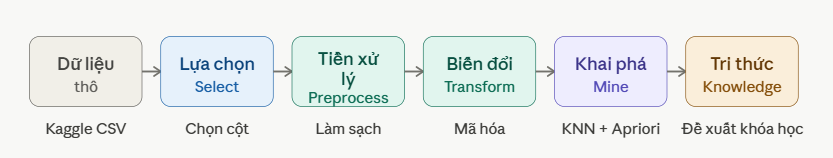 Dữ liệu
thô
Lựa chọn
Select
Tiền xử
lý
Preprocess
Biến đổi
Transform
Khai phá
Mine
Tri thức
Knowledge
Kaggle CSV
Chọn cột
Làm sạch
Mã hóa
KNN + Apriori
Đề xuất khóa học